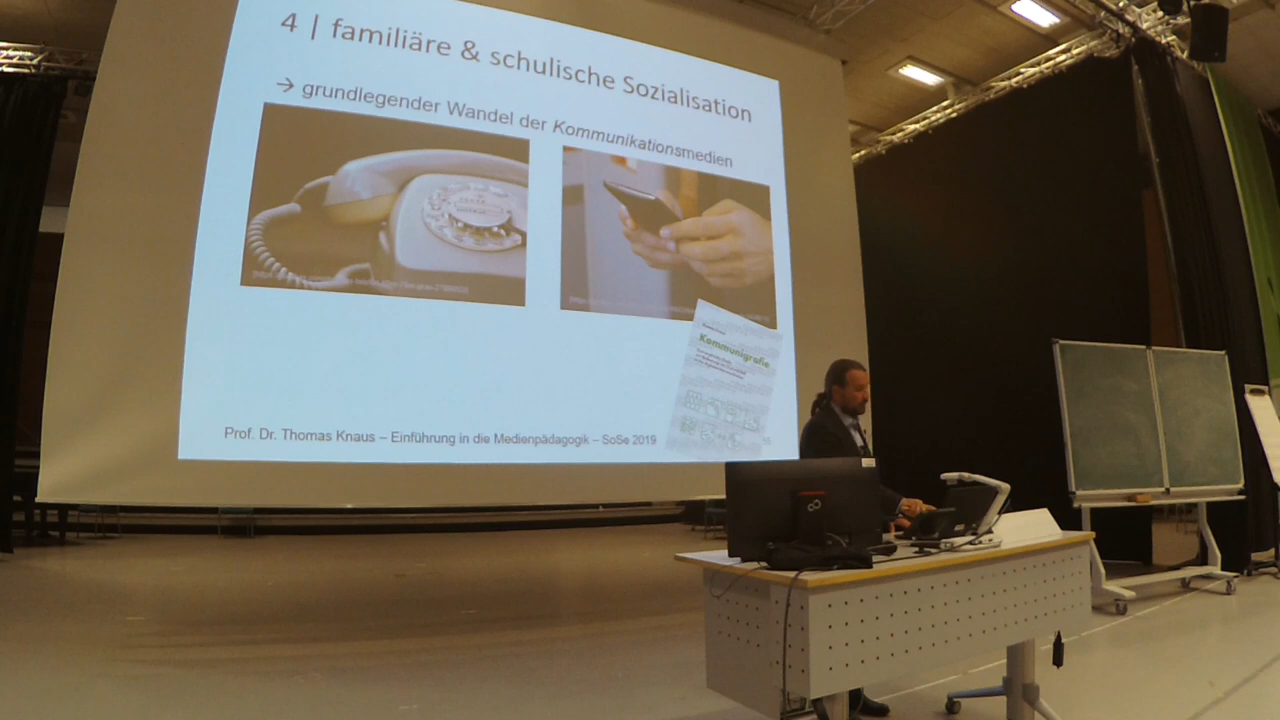 4 | familiäre & schulische Sozialisation
→ grundlegender Wandel der Kommunikationsmedien
Kommunigrafie
Prof. Dr. Thomas Knaus – Einführung in die Medienpädagogik – SoSe 2019